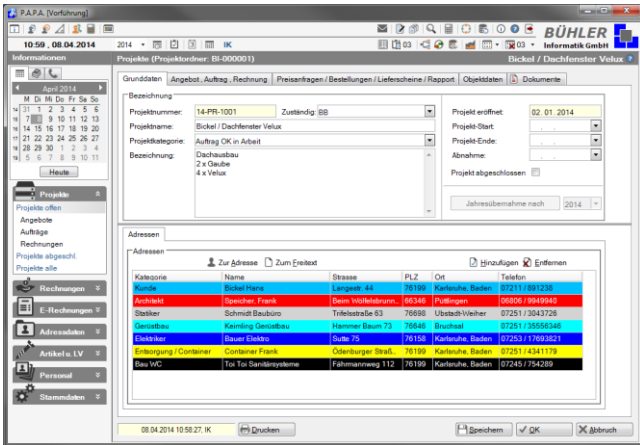 P.A.P.A. [Vorführung]
BÜHLER
Informatik GmbH
10:59 , 08.04.2014
2014
IK
03
03
Informationen
Projekte (Projektordner: BI-000001)
Bickel / Dachfenster Velux
Grunddaten
Angebot , Auftrag , Rechnung
Preisanfragen / Bestellungen / Lieferscheine / Rapport
Objektdaten
Dokumente
April 2014
M Di Mi Do Fr Sa So
14 31 1 2 3 4 5 6
15 7 8 9 10 11 12 13
16 14 15 16 17 18 19 20
17 21 22 23 24 25 26 27
18 28 29 30 1 2 3 4
19 5 6 7 8 9 10 11
Heute
Projekte
Projekte offen
Angebote
Aufträge
Rechnungen
Projekte abgeschl.
Projekte alle
Rechnungen
E-Rechnungen
Adressdaten
Artikel u. LV
Personal
Stammdaten
Bezeichnung
Projektnummer: 14-PR-1001
Zuständig: BB
Projektname: Bickel / Dachfenster Velux
Projektkategorie: Auftrag OK in Arbeit
Bezeichnung: Dachausbau
2 x Gaube
4 x Velux
Projekt eröffnet: 02. 01. 2014
Projekt-Start:
Projekt-Ende:
Abnahme:
Projekt abgeschlossen
Jahresübernahme nach 2014
Adressen
Adressen
Zur Adresse
Zum Freitext
Hinzufügen
Entfernen
Kategorie Name Strasse PLZ Ort Telefon
Kunde Bickel Hans Langestr. 44 76199 Karlsruhe, Baden 07211/891238
Architekt Speicher, Frank Beim Wolfelsbrunn... 66346 Püttlingen 06806 / 9949940
Statiker Schmidt Baubüro Trifelsstraße 63 76698 Ubstadt-Weiher 07251 / 3043726
Gerüstbau Keimling Gerüstbau Hammer Baum 73 76646 Bruchsal 07251 / 35556346
Elektriker Bauer Elektro Sutte 75 76158 Karlsruhe, Baden 07253 / 17693821
Entsorgung / Container Container Frank Ödenburger Straß... 76199 Karlsruhe, Baden 07251 / 4341179
Bau WC Toi Toi Sanitärsysteme Fährmannweg 112 76199 Karlsruhe, Baden 07245 / 754289
08.04.2014 10:58:27, IK
Drucken
Speichern
OK
Abbruch